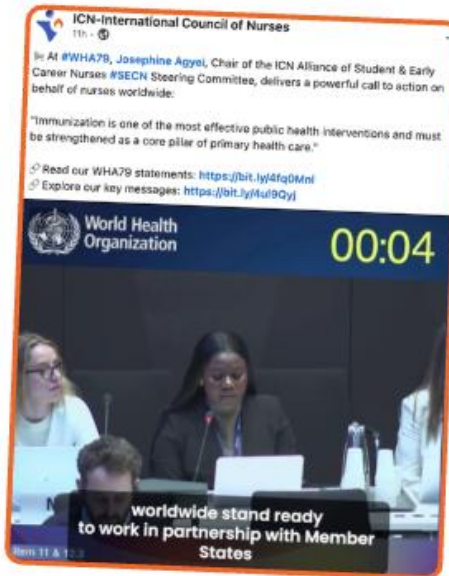 ICN-International Council of Nurses
11h
At #WHA79, Josephine Agyei, Chair of the ICN Alliance of Student & Early
Career Nurses #SECN Steering Committee, delivers a powerful call to action on
behalf of nurses worldwide:
"Immunization is one of the most effective public health interventions and must
be strengthened as a core pillar of primary health care."
Read our WHA79 statements: https://bit.ly/4fq0Mnl
Explore our key messages: https://bit.ly/4ul9Qyj
World Health
Organization
00:04
worldwide stand ready
to work in partnership with Member
States
Item 11 &